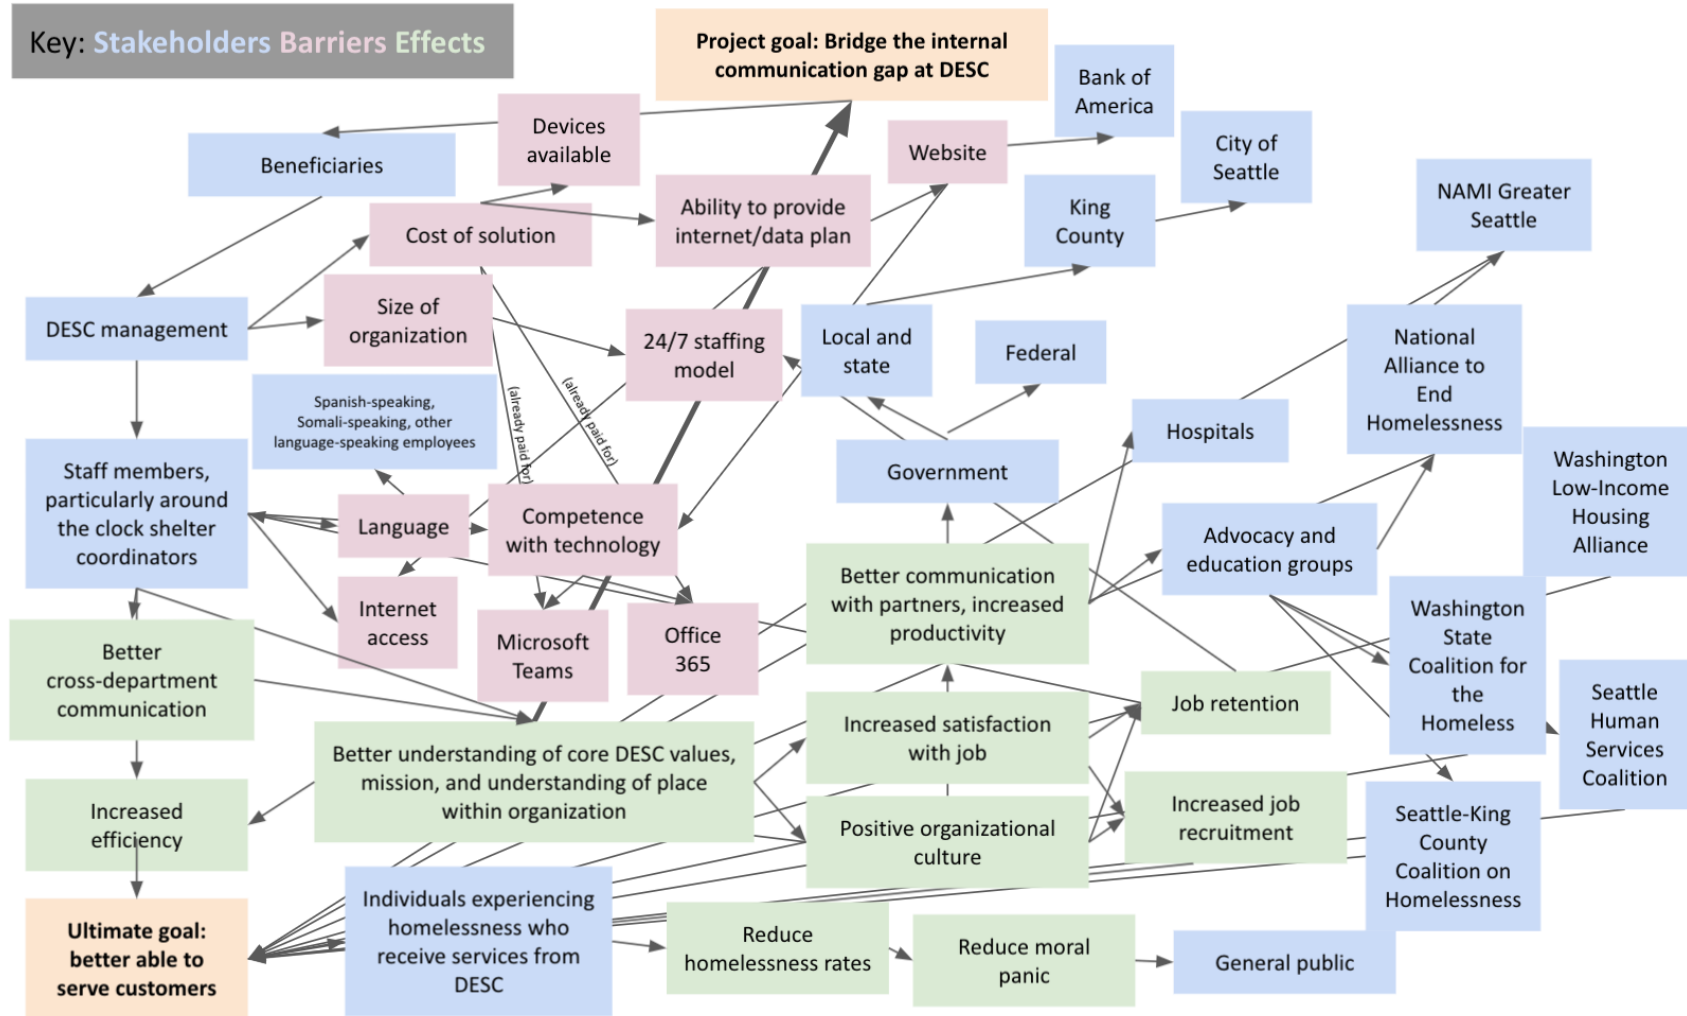 Key: Stakeholders Barriers Effects
Project goal: Bridge the internal
communication gap at DESC
Bank of
America
Devices
available
Website
City of
Seattle
Beneficiaries
NAMI Greater
Seattle
Cost of solution
Ability to provide
internet/data plan
King
County
DESC management
Size of
organization
24/7 staffing
model
Local and
state
Federal
National
Alliance to
End
Homelessness
(already paid for)
(already paid for)
Spanish-speaking,
Somali-speaking, other
language-speaking employees
Hospitals
Staff members,
particularly around
the clock shelter
coordinators
Government
Washington
Low-Income
Housing
Alliance
Language
Competence
with technology
Advocacy and
education groups
Internet
access
Better communication
with partners, increased
productivity
Washington
State
Coalition for
the
Homeless
Microsoft
Teams
Office
365
Better
cross-department
communication
Job retention
Seattle
Human
Services
Coalition
Increased satisfaction
with job
Better understanding of core DESC values,
mission, and understanding of place
within organization
Increased
efficiency
Positive organizational
culture
Increased job
recruitment
Seattle-King
County
Coalition on
Homelessness
Ultimate goal:
better able to
serve customers
Individuals experiencing
homelessness who
receive services from
DESC
Reduce
homelessness rates
Reduce moral
panic
General public